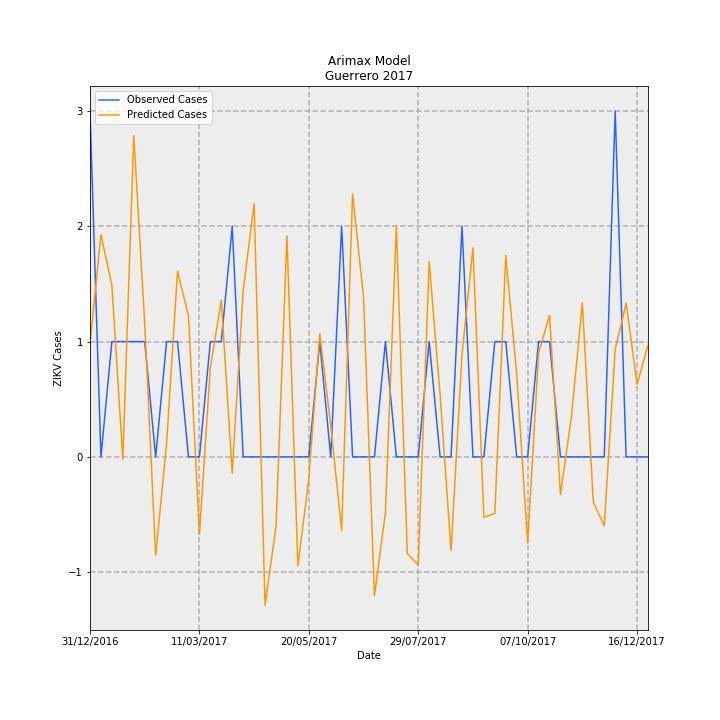 Arimax Model
Guerrero 2017
Observed Cases
Predicted Cases
3
2
1
0
−1
ZIKV Cases
31/12/2016
11/03/2017
20/05/2017
29/07/2017
07/10/2017
16/12/2017
Date